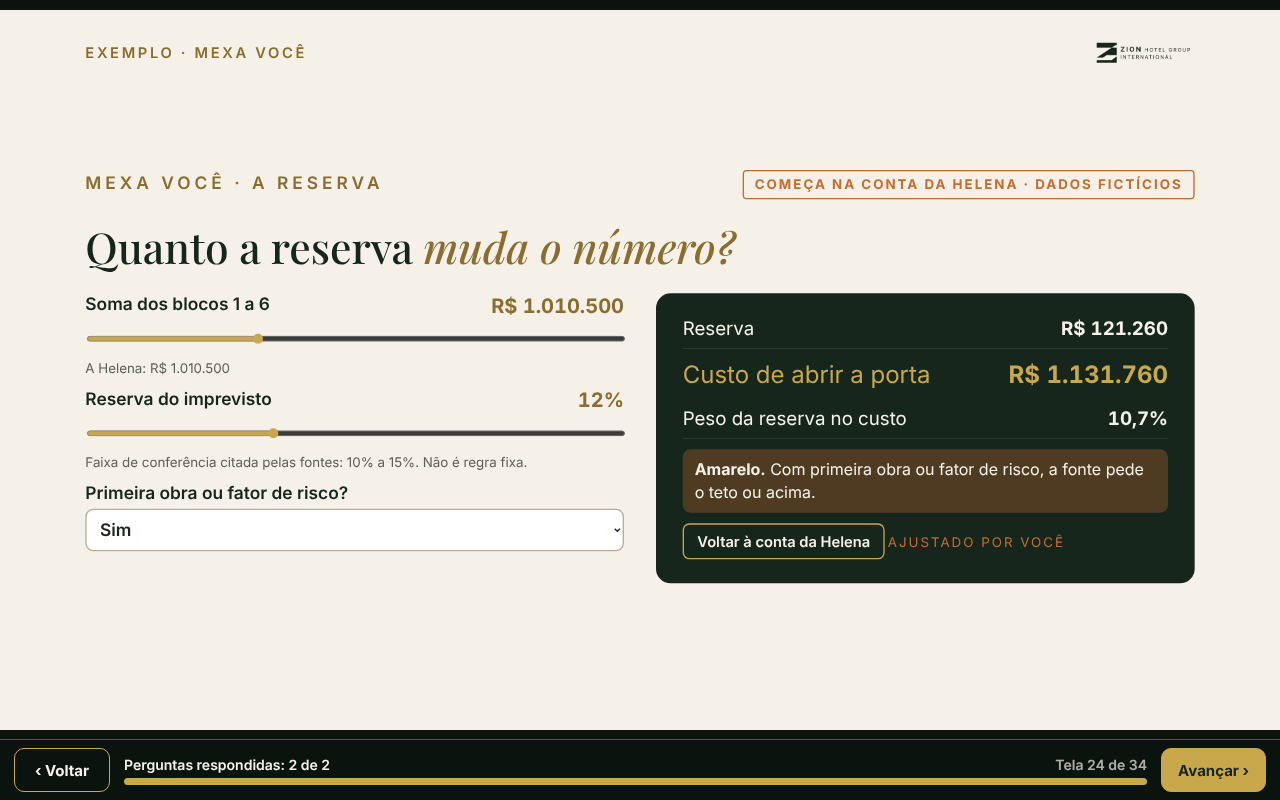 EXEMPLO · MEXA VOCÊ
ZION HOTEL GROUP
INTERNATIONAL
MEXA VOCÊ · A RESERVA
COMEÇA NA CONTA DA HELENA · DADOS FICTÍCIOS
Quanto a reserva muda o número?
Soma dos blocos 1 a 6 R$ 1.010.500
A Helena: R$ 1.010.500
Reserva do imprevisto 12%
Faixa de conferência citada pelas fontes: 10% a 15%. Não é regra fixa.
Primeira obra ou fator de risco?
Sim
Reserva R$ 121.260
Custo de abrir a porta R$ 1.131.760
Peso da reserva no custo 10,7%
Amarelo. Com primeira obra ou fator de risco, a fonte pede
o teto ou acima.
Voltar à conta da Helena AJUSTADO POR VOCÊ
‹ Voltar
Perguntas respondidas: 2 de 2 Tela 24 de 34
Avançar ›